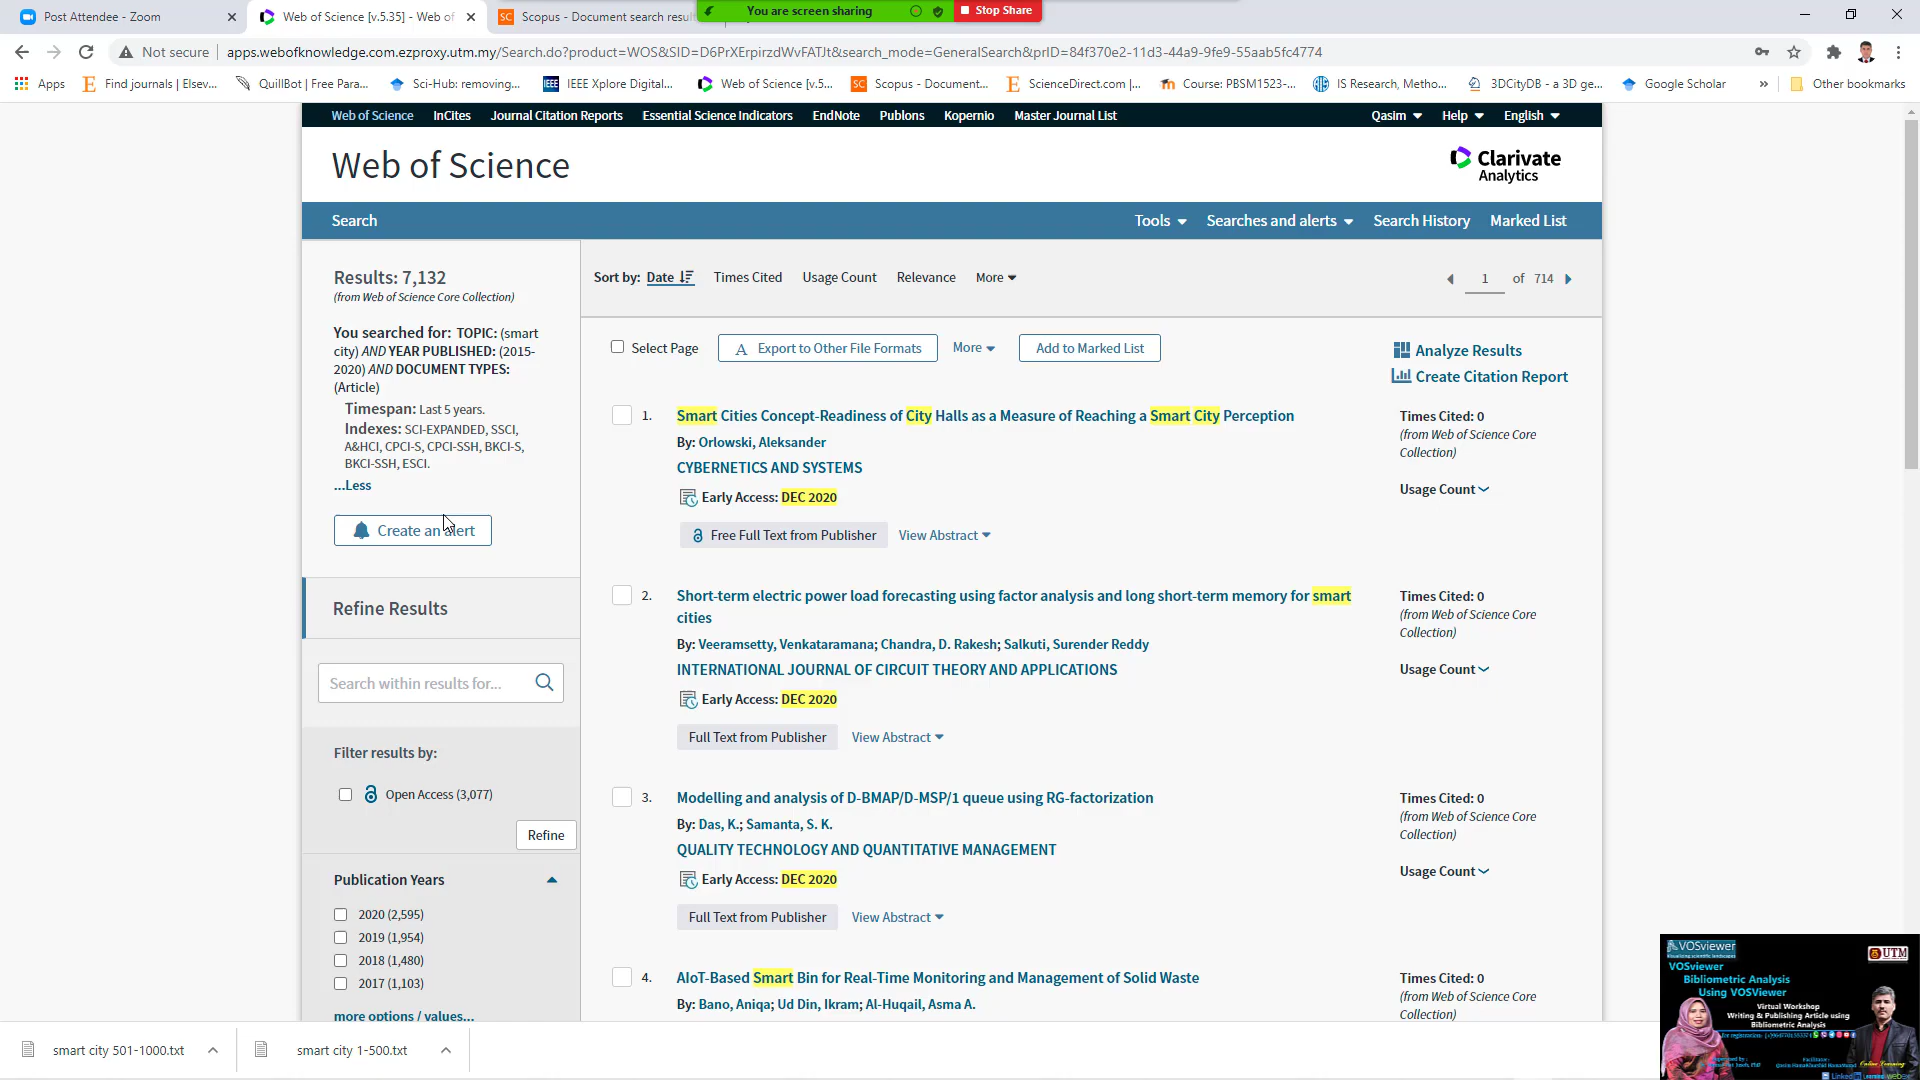 Post Attendee - Zoom
Web of Science [v.5.35] - Web of
Scopus - Document search resu
You are screen sharing
Stop Share
Not secure
apps.webofknowledge.com.ezproxy.utm.my/Search.do?product=WOS&SID=D6PrXErpirzdWvFATJt&search_mode=GeneralSearch&prID=84f370e2-11d3-44a9-9fe9-55aab5fc4774
Apps
Find journals | Elsev...
QuillBot | Free Para...
Sci-Hub: removing...
IEEE Xplore Digital...
Web of Science [v.5...
Scopus - Document...
ScienceDirect.com |...
Course: PBSM1523-...
IS Research, Metho...
3DCityDB - a 3D ge...
Google Scholar
Other bookmarks
Web of Science InCites Journal Citation Reports Essential Science Indicators EndNote Publons Kopernio Master Journal List Qasim Help English
Web of Science
Clarivate
Analytics
Search Tools Searches and alerts Search History Marked List
Results: 7,132
(from Web of Science Core Collection)
You searched for: TOPIC: (smart
city) AND YEAR PUBLISHED: (2015-
2020) AND DOCUMENT TYPES:
(Article)
Timespan: Last 5 years.
Indexes: SCI-EXPANDED, SSCI,
A&HCI, CPCI-S, CPCI-SSH, BKCI-S,
BKCI-SSH, ESCI.
...Less
Create an alert
Refine Results
Search within results for...
Filter results by:
Open Access (3,077)
Refine
Publication Years
2020 (2,595)
2019 (1,954)
2018 (1,480)
2017 (1,103)
more options / values...
Sort by: Date Times Cited Usage Count Relevance More
1 of 714
Select Page Export to Other File Formats More Add to Marked List
Analyze Results
Create Citation Report
1. Smart Cities Concept-Readiness of City Halls as a Measure of Reaching a Smart City Perception
By: Orlowski, Aleksander
CYBERNETICS AND SYSTEMS
Early Access: DEC 2020
Free Full Text from Publisher View Abstract
Times Cited: 0
(from Web of Science Core
Collection)
Usage Count
2. Short-term electric power load forecasting using factor analysis and long short-term memory for smart
cities
By: Veeramsetty, Venkataramana; Chandra, D. Rakesh; Salkuti, Surender Reddy
INTERNATIONAL JOURNAL OF CIRCUIT THEORY AND APPLICATIONS
Early Access: DEC 2020
Full Text from Publisher View Abstract
Times Cited: 0
(from Web of Science Core
Collection)
Usage Count
3. Modelling and analysis of D-BMAP/D-MSP/1 queue using RG-factorization
By: Das, K.; Samanta, S. K.
QUALITY TECHNOLOGY AND QUANTITATIVE MANAGEMENT
Early Access: DEC 2020
Full Text from Publisher View Abstract
Times Cited: 0
(from Web of Science Core
Collection)
Usage Count
4. AIoT-Based Smart Bin for Real-Time Monitoring and Management of Solid Waste
By: Bano, Aniqa; Ud Din, Ikram; Al-Huqail, Asma A.
Times Cited: 0
(from Web of Science Core
Collection)
smart city 501-1000.txt
smart city 1-500.txt
VOSviewer
UTM
VOSviewer
Bibliometric Analysis
Using VOSViewer
Virtual Workshop
Writing & Publishing Article using
Bibliometric Analysis